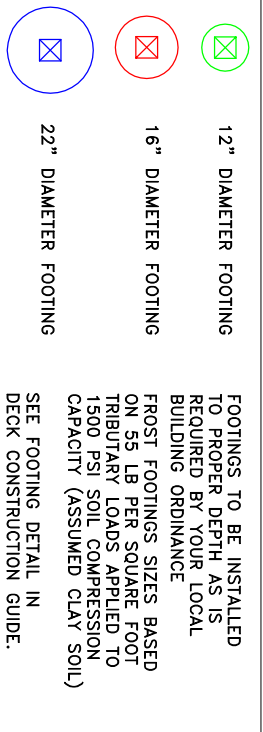 12" DIAMETER FOOTING
16" DIAMETER FOOTING
22" DIAMETER FOOTING
FOOTINGS TO BE INSTALLED
TO PROPER DEPTH AS IS
REQUIRED BY YOUR LOCAL
BUILDING ORDINANCE
FROST FOOTINGS SIZES BASED
ON 55 LB PER SQUARE FOOT
TRIBUTARY LOADS APPLIED TO
1500 PSI SOIL COMPRESSION
CAPACITY (ASSUMED CLAY SOIL)
SEE FOOTING DETAIL IN
DECK CONSTRUCTION GUIDE.